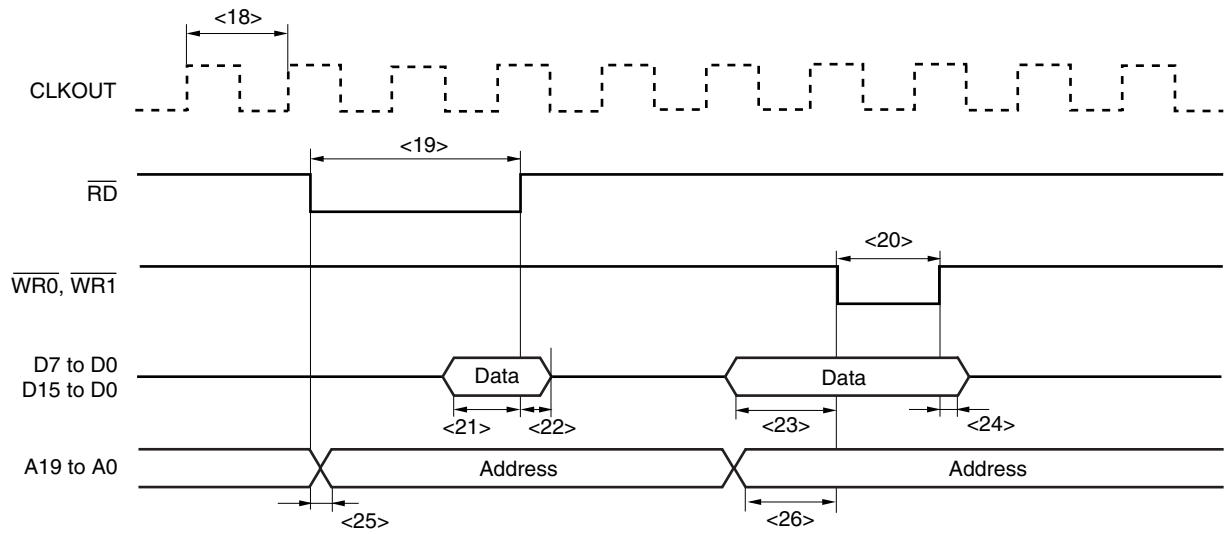 <18>
CLKOUT
<19>
RD
<20>
WR0, WR1
D7 to D0
D15 to D0
Data
Data
<21>
<22>
<23>
<24>
A19 to A0
Address
Address
<25>
<26>